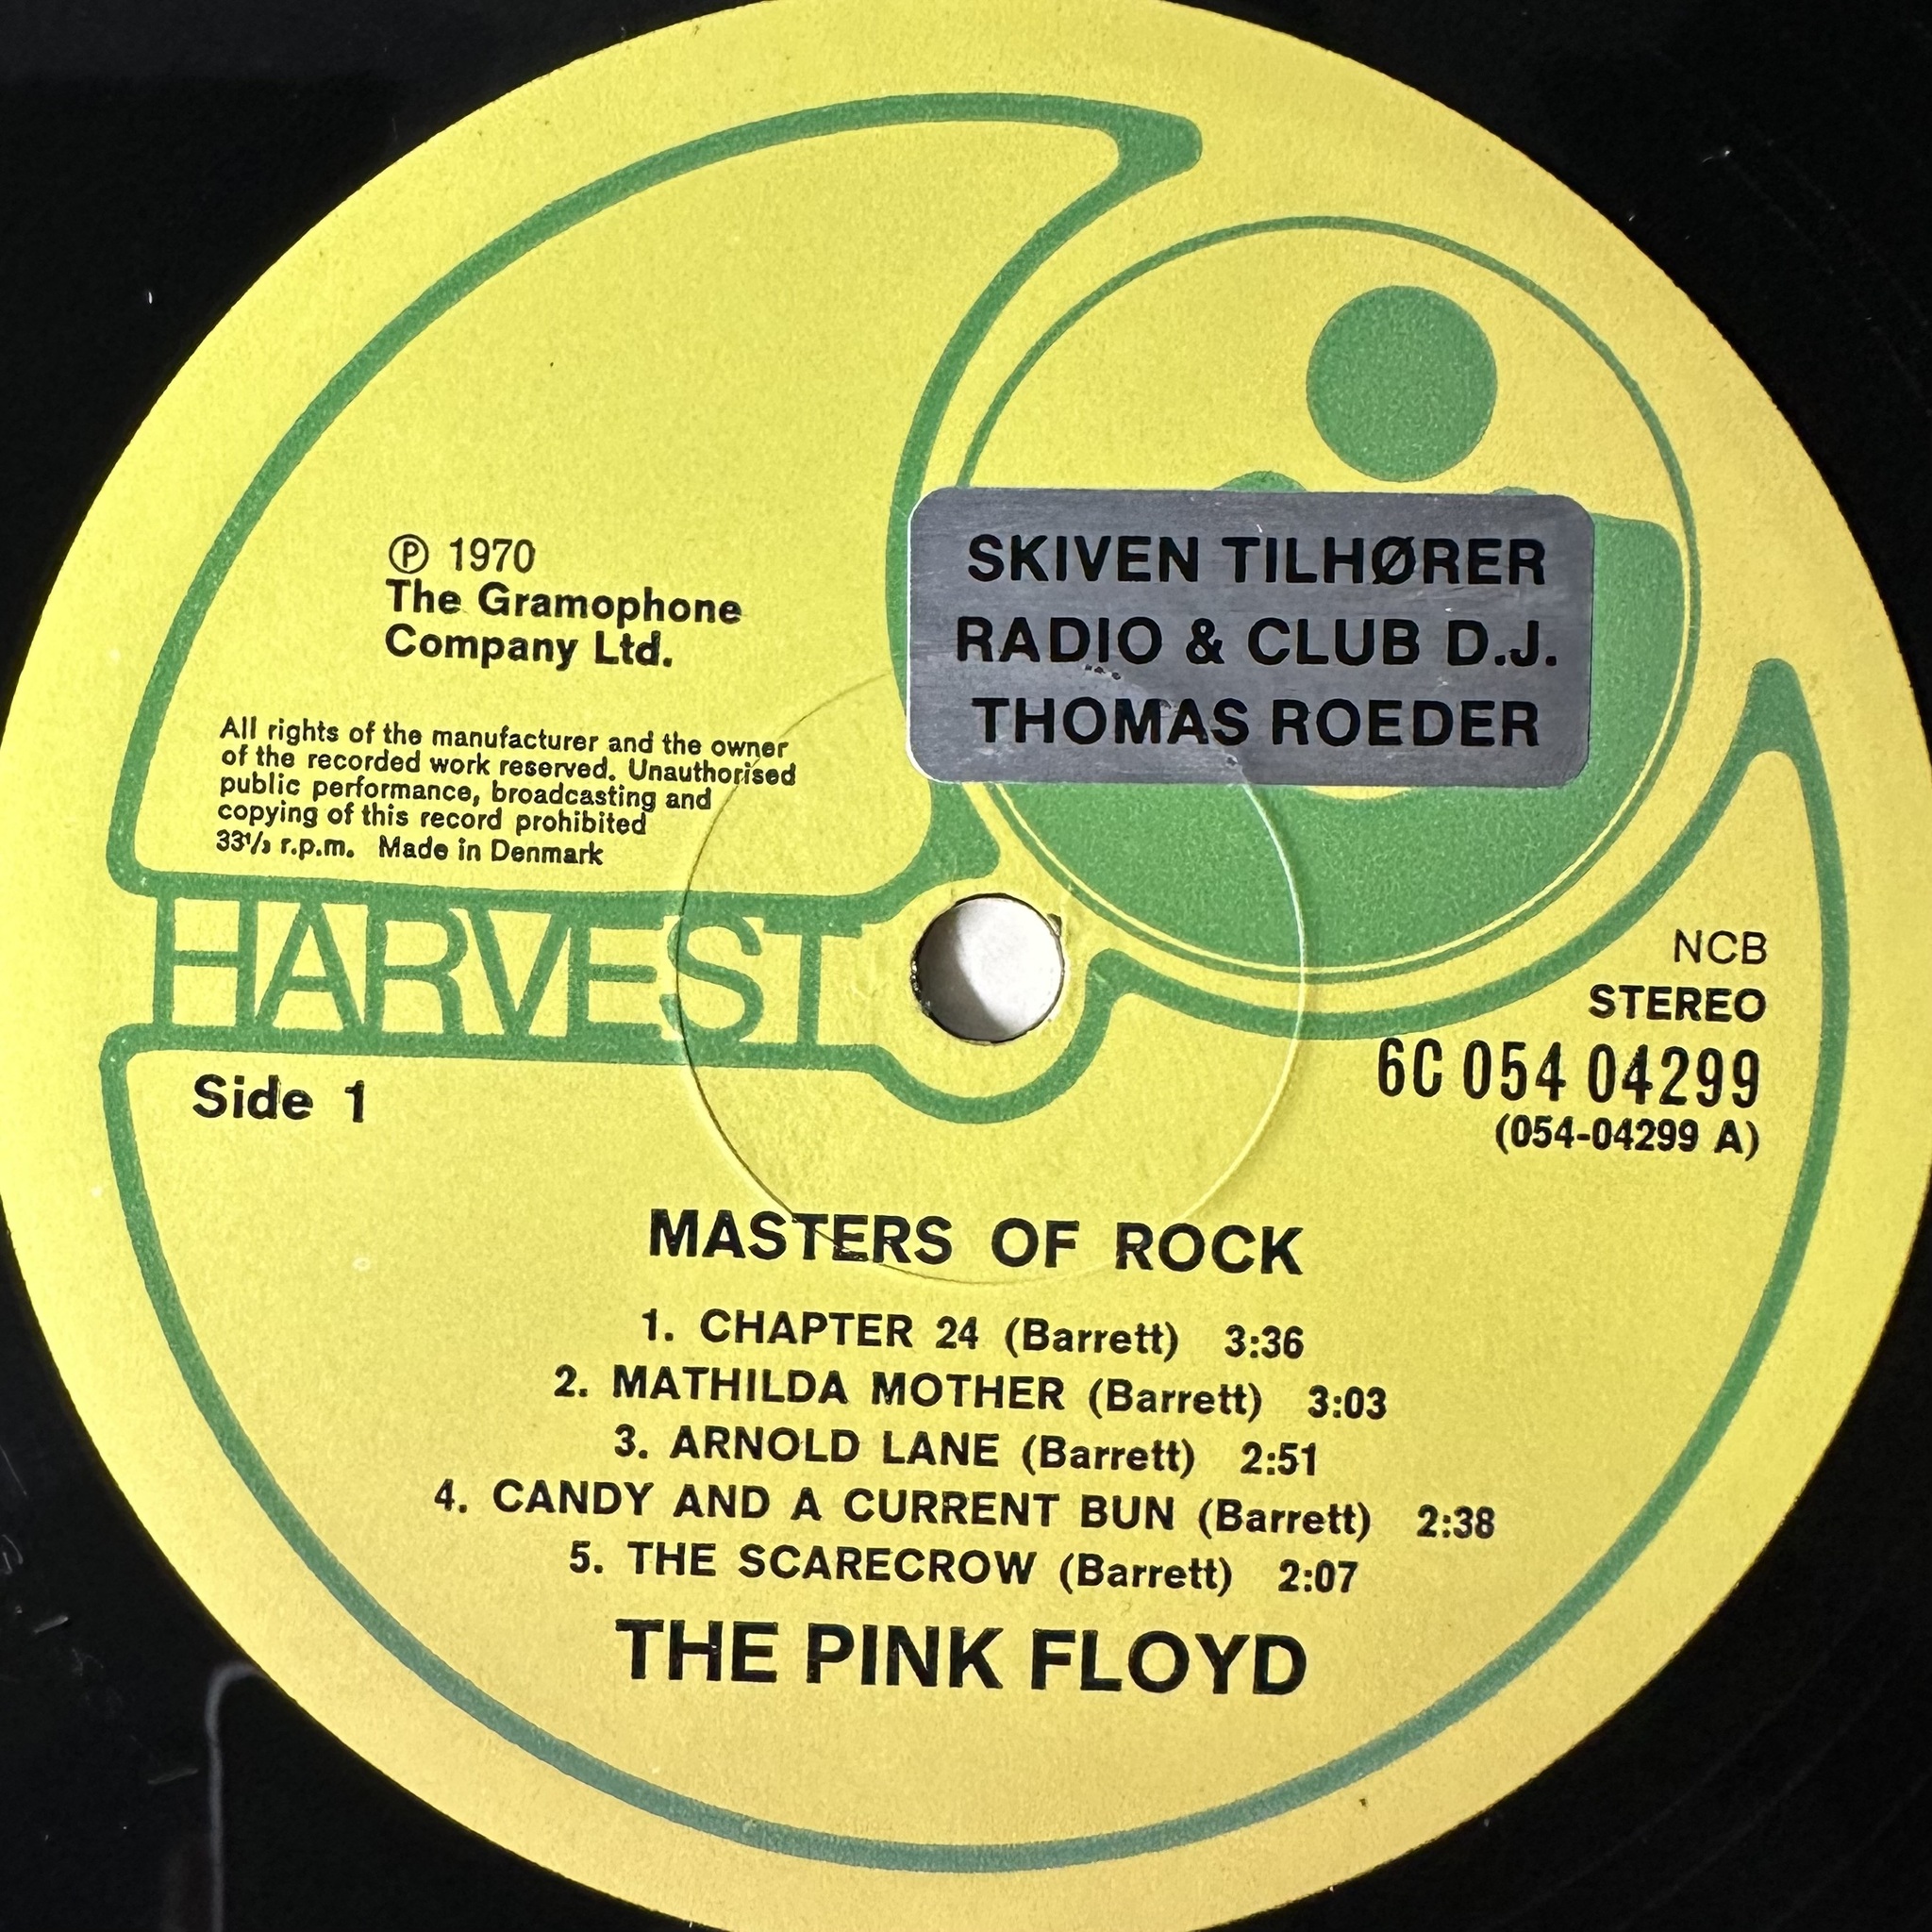 ℗ 1970
The Gramophone
Company Ltd.
SKIVEN TILHØRER
RADIO & CLUB D.J.
THOMAS ROEDER
All rights of the manufacturer and the owner
of the recorded work reserved. Unauthorised
public performance, broadcasting and
copying of this record prohibited
33⅓ r.p.m. Made in Denmark
HARVEST
NCB
STEREO
6C 054 04299
(054-04299 A)
Side 1
MASTERS OF ROCK
1. CHAPTER 24 (Barrett) 3:36
2. MATHILDA MOTHER (Barrett) 3:03
3. ARNOLD LANE (Barrett) 2:51
4. CANDY AND A CURRENT BUN (Barrett) 2:38
5. THE SCARECROW (Barrett) 2:07
THE PINK FLOYD